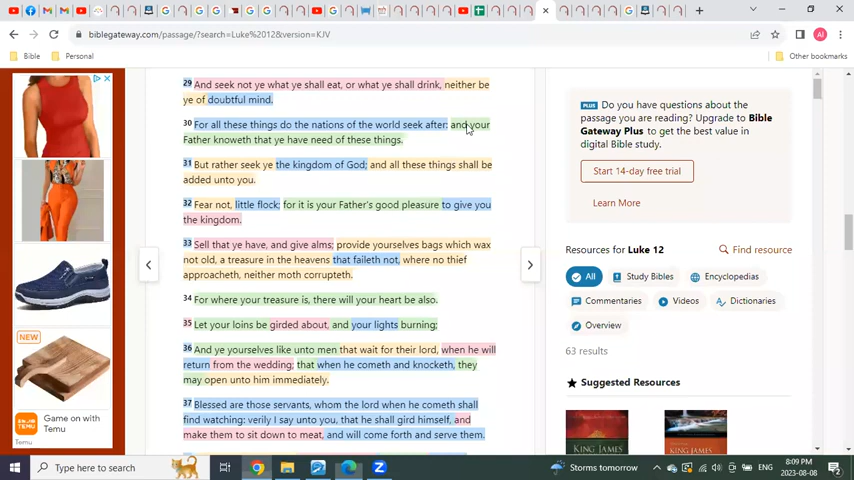 biblegateway.com/passage/?search=Luke%2012&version=KJV
AI
Bible
Personal
Other bookmarks
29 And seek not ye what ye shall eat, or what ye shall drink, neither be
ye of doubtful mind.
30 For all these things do the nations of the world seek after: and your
Father knoweth that ye have need of these things.
31 But rather seek ye the kingdom of God; and all these things shall be
added unto you.
32 Fear not, little flock; for it is your Father's good pleasure to give you
the kingdom.
33 Sell that ye have, and give alms; provide yourselves bags which wax
not old, a treasure in the heavens that faileth not, where no thief
approacheth, neither moth corrupteth.
34 For where your treasure is, there will your heart be also.
35 Let your loins be girded about, and your lights burning;
36 And ye yourselves like unto men that wait for their lord, when he will
return from the wedding; that when he cometh and knocketh, they
may open unto him immediately.
37 Blessed are those servants, whom the lord when he cometh shall
find watching: verily I say unto you, that he shall gird himself, and
make them to sit down to meat, and will come forth and serve them.
NEW
Game on with
Temu
Temu
PLUS Do you have questions about the
passage you are reading? Upgrade to Bible
Gateway Plus to get the best value in
digital Bible study.
Start 14-day free trial
Learn More
Resources for Luke 12
Find resource
All
Study Bibles
Encyclopedias
Commentaries
Videos
Dictionaries
Overview
63 results
Suggested Resources
KING JAMES
KING JAMES
Type here to search
Storms tomorrow
ENG
8:09 PM
2023-08-08
2